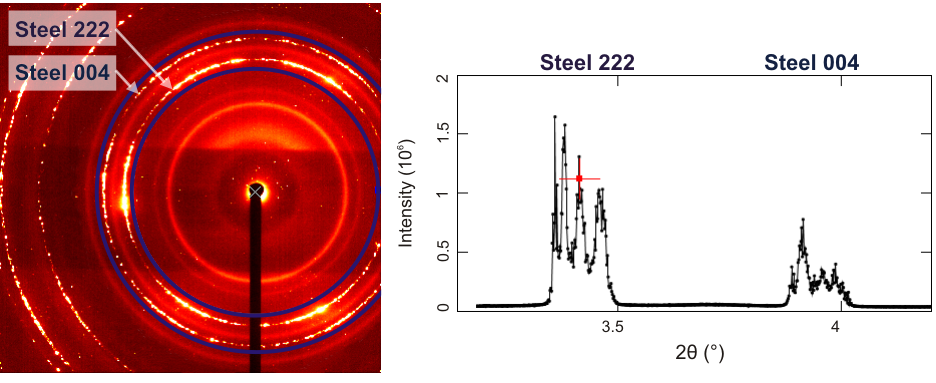 Steel 222
Steel 004
Steel 222 Steel 004
2
1.5
1
0.5
0
Intensity (10⁶)
3.5 4
2θ (°)